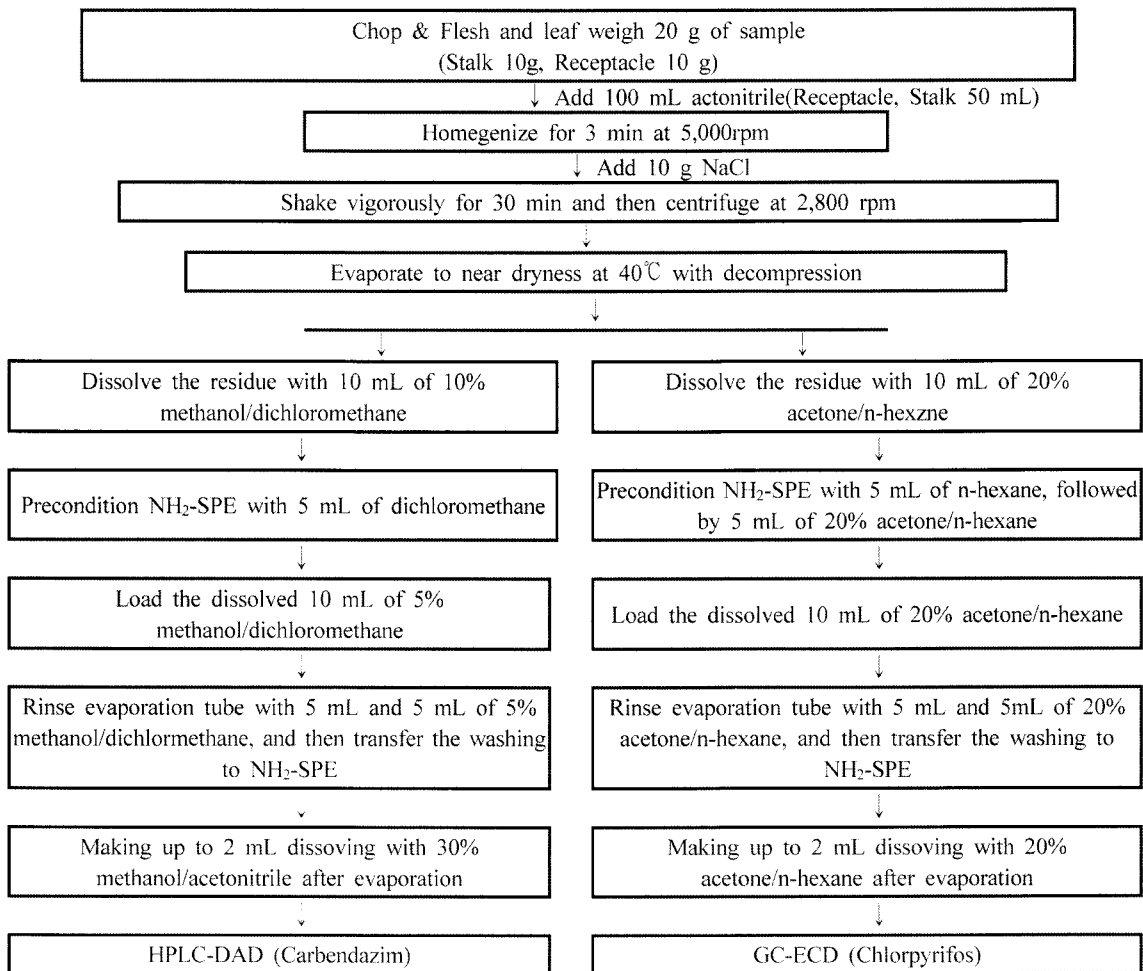 Chop & Flesh and leaf weigh 20 g of sample
(Stalk 10g, Receptacle 10 g)
Add 100 mL actonitrile(Receptacle, Stalk 50 mL)
Homegenize for 3 min at 5,000rpm
Add 10 g NaCl
Shake vigorously for 30 min and then centrifuge at 2,800 rpm
Evaporate to near dryness at 40℃ with decompression
Dissolve the residue with 10 mL of 10%
methanol/dichloromethane
Precondition NH₂-SPE with 5 mL of dichloromethane
Load the dissolved 10 mL of 5%
methanol/dichloromethane
Rinse evaporation tube with 5 mL and 5 mL of 5%
methanol/dichlormethane, and then transfer the washing
to NH₂-SPE
Making up to 2 mL dissoving with 30%
methanol/acetonitrile after evaporation
HPLC-DAD (Carbendazim)
Dissolve the residue with 10 mL of 20%
acetone/n-hexzne
Precondition NH₂-SPE with 5 mL of n-hexane, followed
by 5 mL of 20% acetone/n-hexane
Load the dissolved 10 mL of 20% acetone/n-hexane
Rinse evaporation tube with 5 mL and 5mL of 20%
acetone/n-hexane, and then transfer the washing to
NH₂-SPE
Making up to 2 mL dissoving with 20%
acetone/n-hexane after evaporation
GC-ECD (Chlorpyrifos)